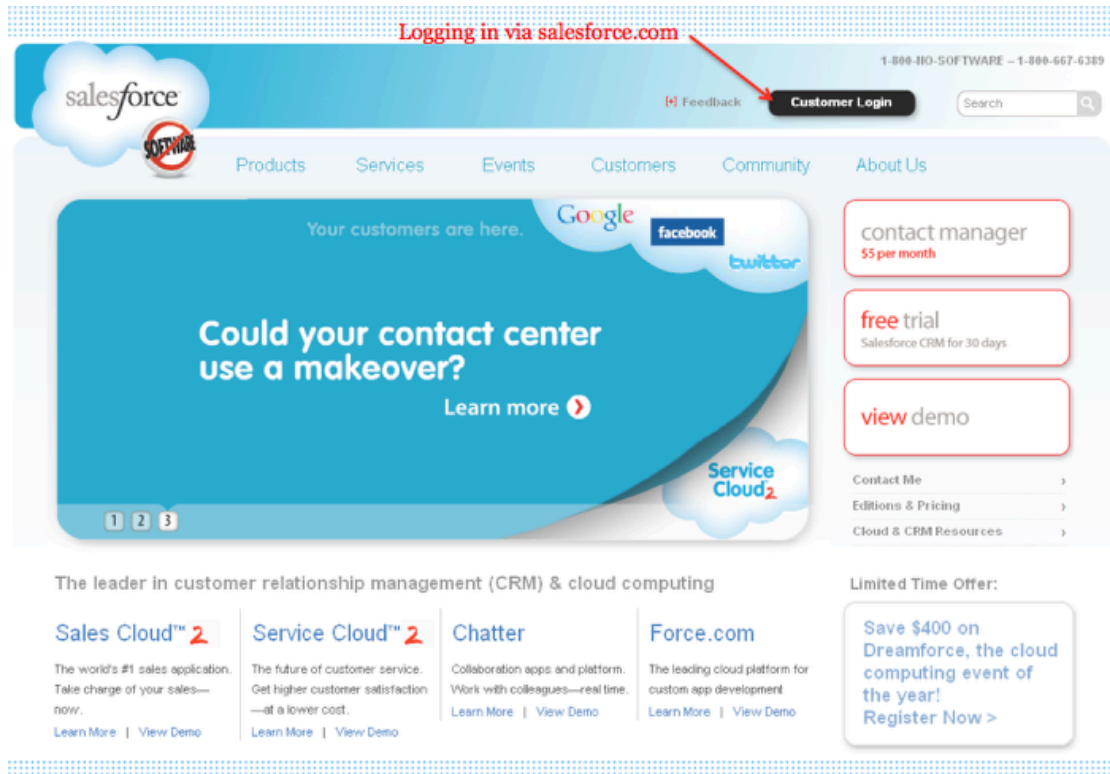 Logging in via salesforce.com
1-800-NO-SOFTWARE – 1-800-667-6389
salesforce
SOFTWARE
[+] Feedback
Customer Login
Search
Products
Services
Events
Customers
Community
About Us
Your customers are here.
Google
facebook
twitter
Could your contact center
use a makeover?
Learn more
Service
Cloud 2
1 2 3
contact manager
$5 per month
free trial
Salesforce CRM for 30 days
view demo
Contact Me
Editions & Pricing
Cloud & CRM Resources
The leader in customer relationship management (CRM) & cloud computing
Sales Cloud™ 2
The world's #1 sales application.
Take charge of your sales—
now.
Learn More | View Demo
Service Cloud™ 2
The future of customer service.
Get higher customer satisfaction
—at a lower cost.
Learn More | View Demo
Chatter
Collaboration apps and platform.
Work with colleagues—real time.
Learn More | View Demo
Force.com
The leading cloud platform for
custom app development
Learn More | View Demo
Limited Time Offer:
Save $400 on
Dreamforce, the cloud
computing event of
the year!
Register Now >